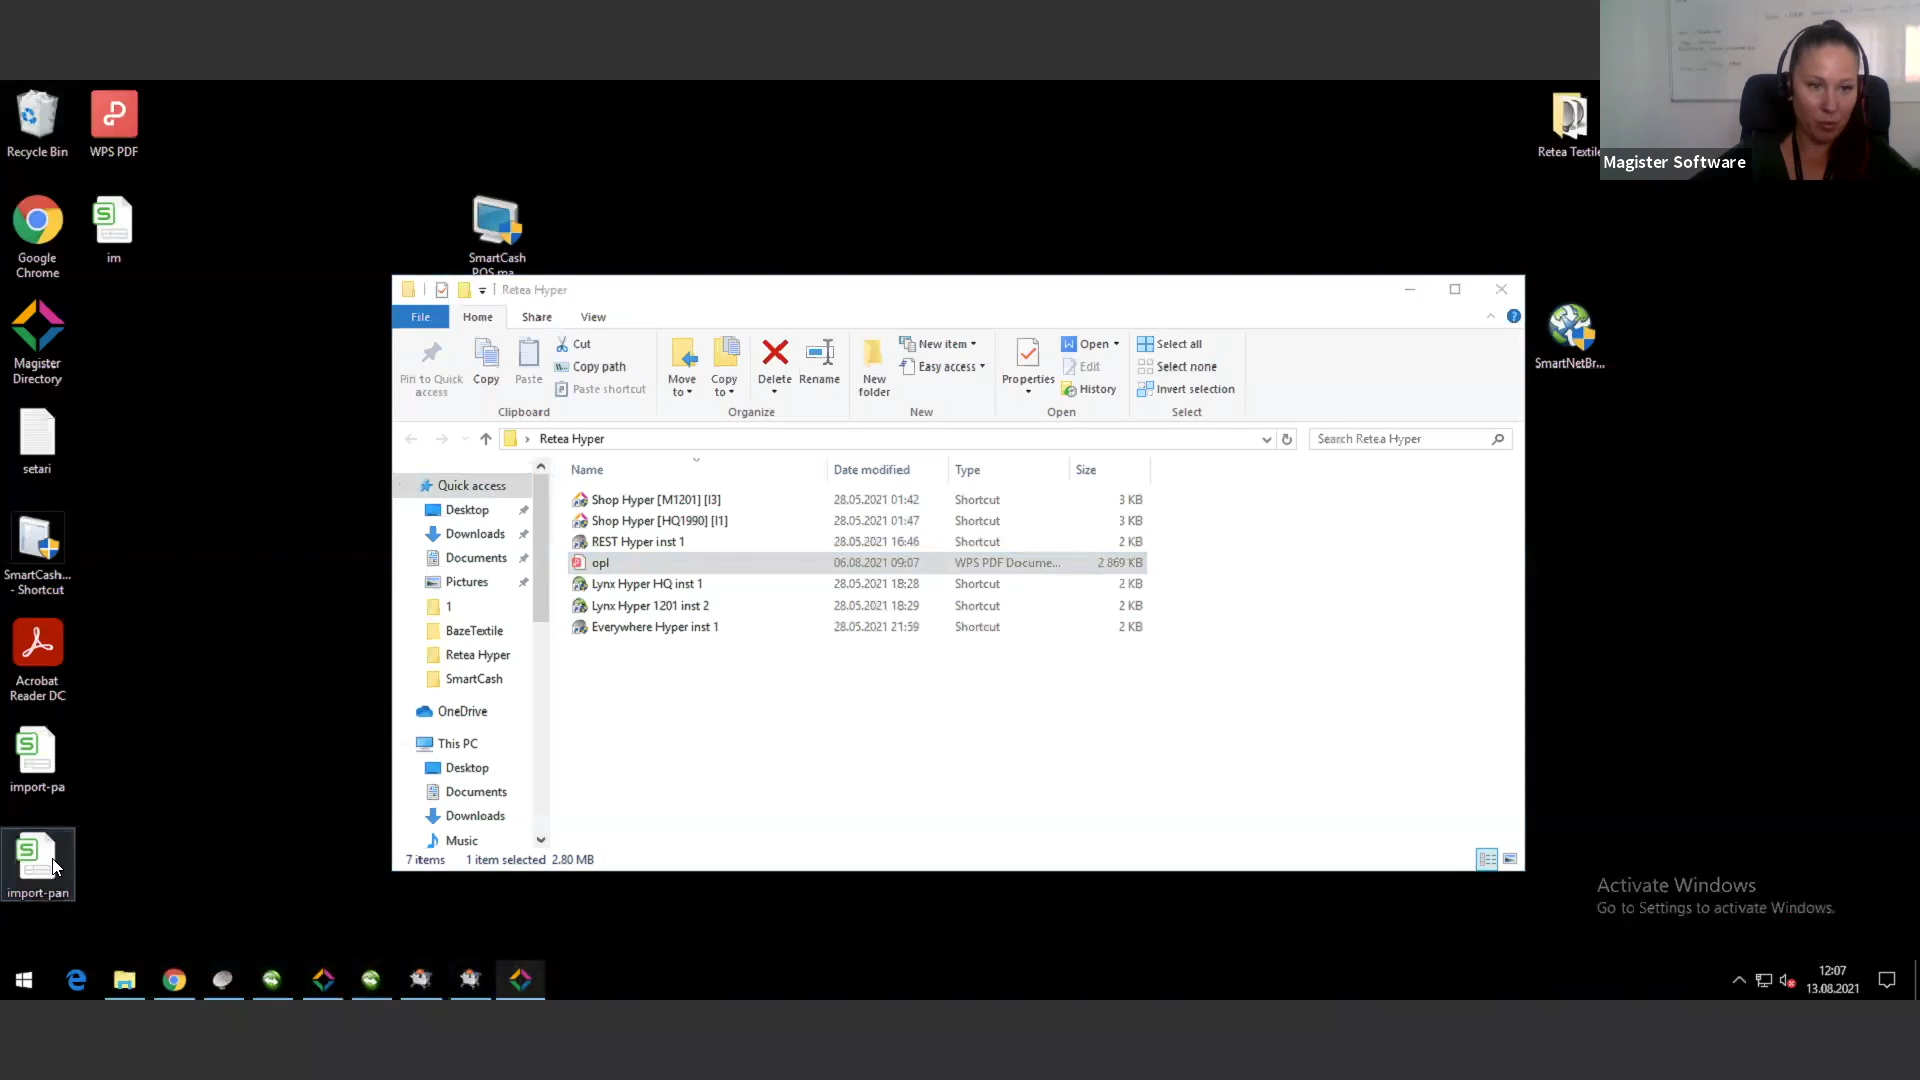 Recycle Bin
WPS PDF
Google
Chrome
im
Magister
Directory
setari
SmartCash...
- Shortcut
Acrobat
Reader DC
import-pa
import-pan
SmartCash
POS ma
Retea Textile
Magister Software
SmartNetBr...
Retea Hyper
File
Home
Share
View
Pin to Quick
access
Copy
Paste
Cut
Copy path
Paste shortcut
Clipboard
Move
to
Copy
to
Delete
Rename
Organize
New
folder
New item
Easy access
New
Properties
Open
Edit
History
Open
Select all
Select none
Invert selection
Select
Retea Hyper
Search Retea Hyper
Name Date modified Type Size
Shop Hyper [M1201] [I3] 28.05.2021 01:42 Shortcut 3 KB
Shop Hyper [HQ1990] [I1] 28.05.2021 01:47 Shortcut 3 KB
REST Hyper inst 1 28.05.2021 16:46 Shortcut 2 KB
opl 06.08.2021 09:07 WPS PDF Docume... 2 869 KB
Lynx Hyper HQ inst 1 28.05.2021 18:28 Shortcut 2 KB
Lynx Hyper 1201 inst 2 28.05.2021 18:29 Shortcut 2 KB
Everywhere Hyper inst 1 28.05.2021 21:59 Shortcut 2 KB
Quick access
Desktop
Downloads
Documents
Pictures
1
BazeTextile
Retea Hyper
SmartCash
OneDrive
This PC
Desktop
Documents
Downloads
Music
7 items 1 item selected 2.80 MB
Activate Windows
Go to Settings to activate Windows.
12:07
13.08.2021